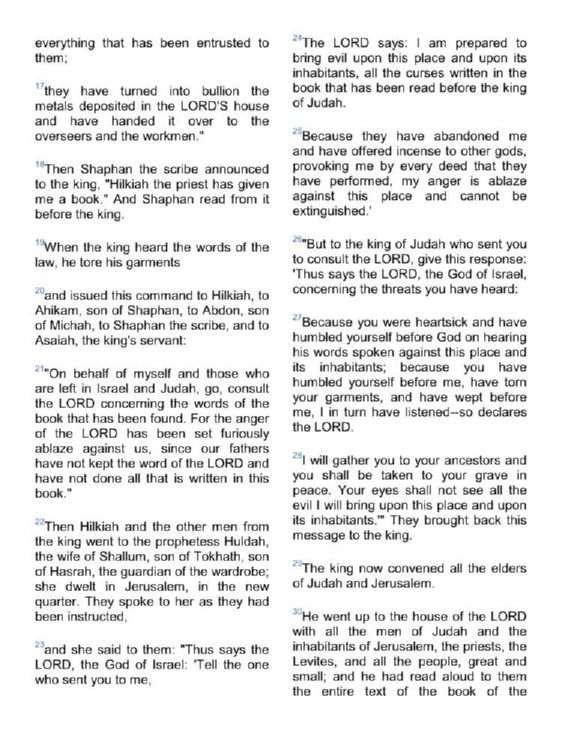 everything that has been entrusted to
them;
17they have turned into bullion the
metals deposited in the LORD'S house
and have handed it over to the
overseers and the workmen."
18Then Shaphan the scribe announced
to the king, "Hilkiah the priest has given
me a book." And Shaphan read from it
before the king.
19When the king heard the words of the
law, he tore his garments
20and issued this command to Hilkiah, to
Ahikam, son of Shaphan, to Abdon, son
of Michah, to Shaphan the scribe, and to
Asaiah, the king's servant:
21"On behalf of myself and those who
are left in Israel and Judah, go, consult
the LORD concerning the words of the
book that has been found. For the anger
of the LORD has been set furiously
ablaze against us, since our fathers
have not kept the word of the LORD and
have not done all that is written in this
book."
22Then Hilkiah and the other men from
the king went to the prophetess Huldah,
the wife of Shallum, son of Tokhath, son
of Hasrah, the guardian of the wardrobe;
she dwelt in Jerusalem, in the new
quarter. They spoke to her as they had
been instructed,
23and she said to them: "Thus says the
LORD, the God of Israel: 'Tell the one
who sent you to me,
24The LORD says: I am prepared to
bring evil upon this place and upon its
inhabitants, all the curses written in the
book that has been read before the king
of Judah.
25Because they have abandoned me
and have offered incense to other gods,
provoking me by every deed that they
have performed, my anger is ablaze
against this place and cannot be
extinguished.'
26"But to the king of Judah who sent you
to consult the LORD, give this response:
'Thus says the LORD, the God of Israel,
concerning the threats you have heard:
27Because you were heartsick and have
humbled yourself before God on hearing
his words spoken against this place and
its inhabitants; because you have
humbled yourself before me, have torn
your garments, and have wept before
me, I in turn have listened--so declares
the LORD.
28I will gather you to your ancestors and
you shall be taken to your grave in
peace. Your eyes shall not see all the
evil I will bring upon this place and upon
its inhabitants.'" They brought back this
message to the king.
29The king now convened all the elders
of Judah and Jerusalem.
30He went up to the house of the LORD
with all the men of Judah and the
inhabitants of Jerusalem, the priests, the
Levites, and all the people, great and
small; and he had read aloud to them
the entire text of the book of the